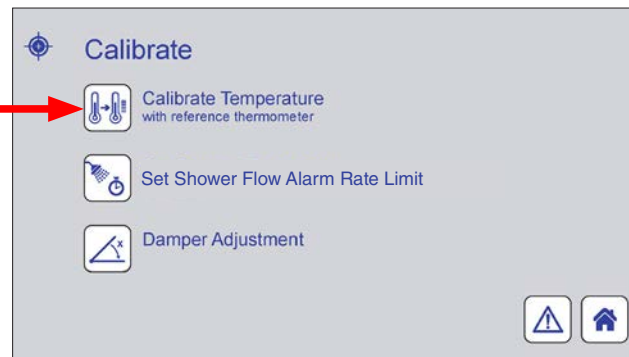 Calibrate
Calibrate Temperature
with reference thermometer
Set Shower Flow Alarm Rate Limit
Damper Adjustment
x